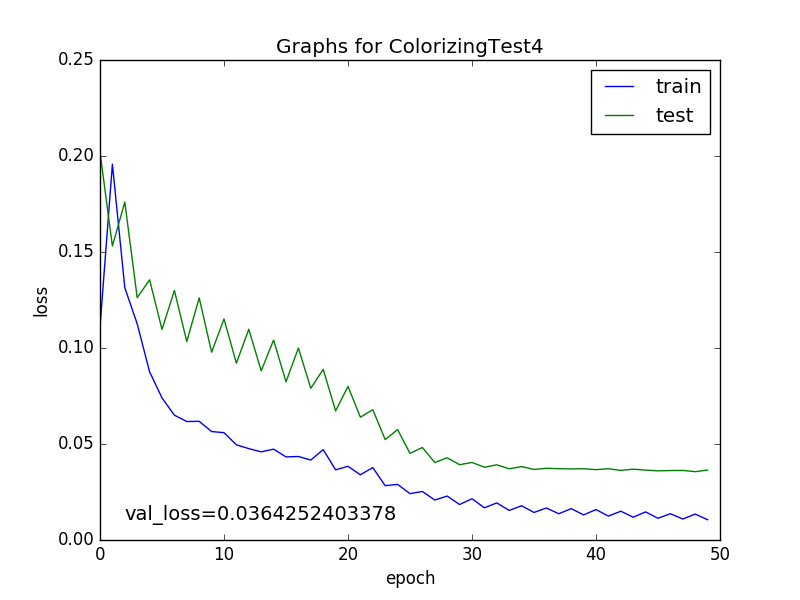 Graphs for ColorizingTest4
0.25
0.20
0.15
0.10
0.05
0.00
loss
train
test
val_loss=0.0364252403378
0 10 20 30 40 50
epoch